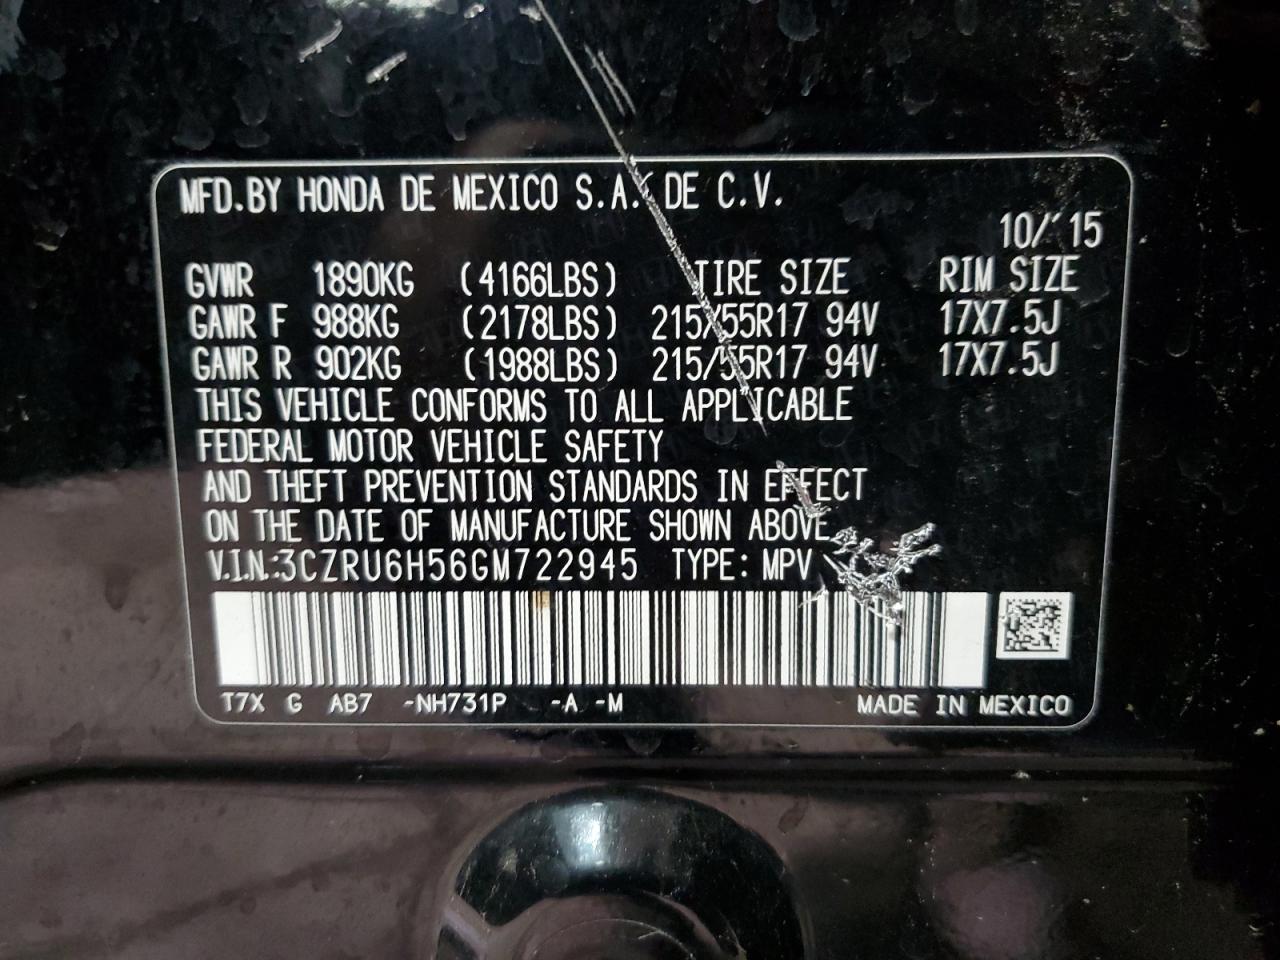 MFD.BY HONDA DE MEXICO S.A. DE C.V.
10/'15
GVWR 1890KG (4166LBS) TIRE SIZE RIM SIZE
GAWR F 988KG (2178LBS) 215/55R17 94V 17X7.5J
GAWR R 902KG (1988LBS) 215/55R17 94V 17X7.5J
THIS VEHICLE CONFORMS TO ALL APPLICABLE
FEDERAL MOTOR VEHICLE SAFETY
AND THEFT PREVENTION STANDARDS IN EFFECT
ON THE DATE OF MANUFACTURE SHOWN ABOVE.
V.I.N.:3CZRU6H56GM722945 TYPE: MPV
T7X G AB7 -NH731P -A -M MADE IN MEXICO